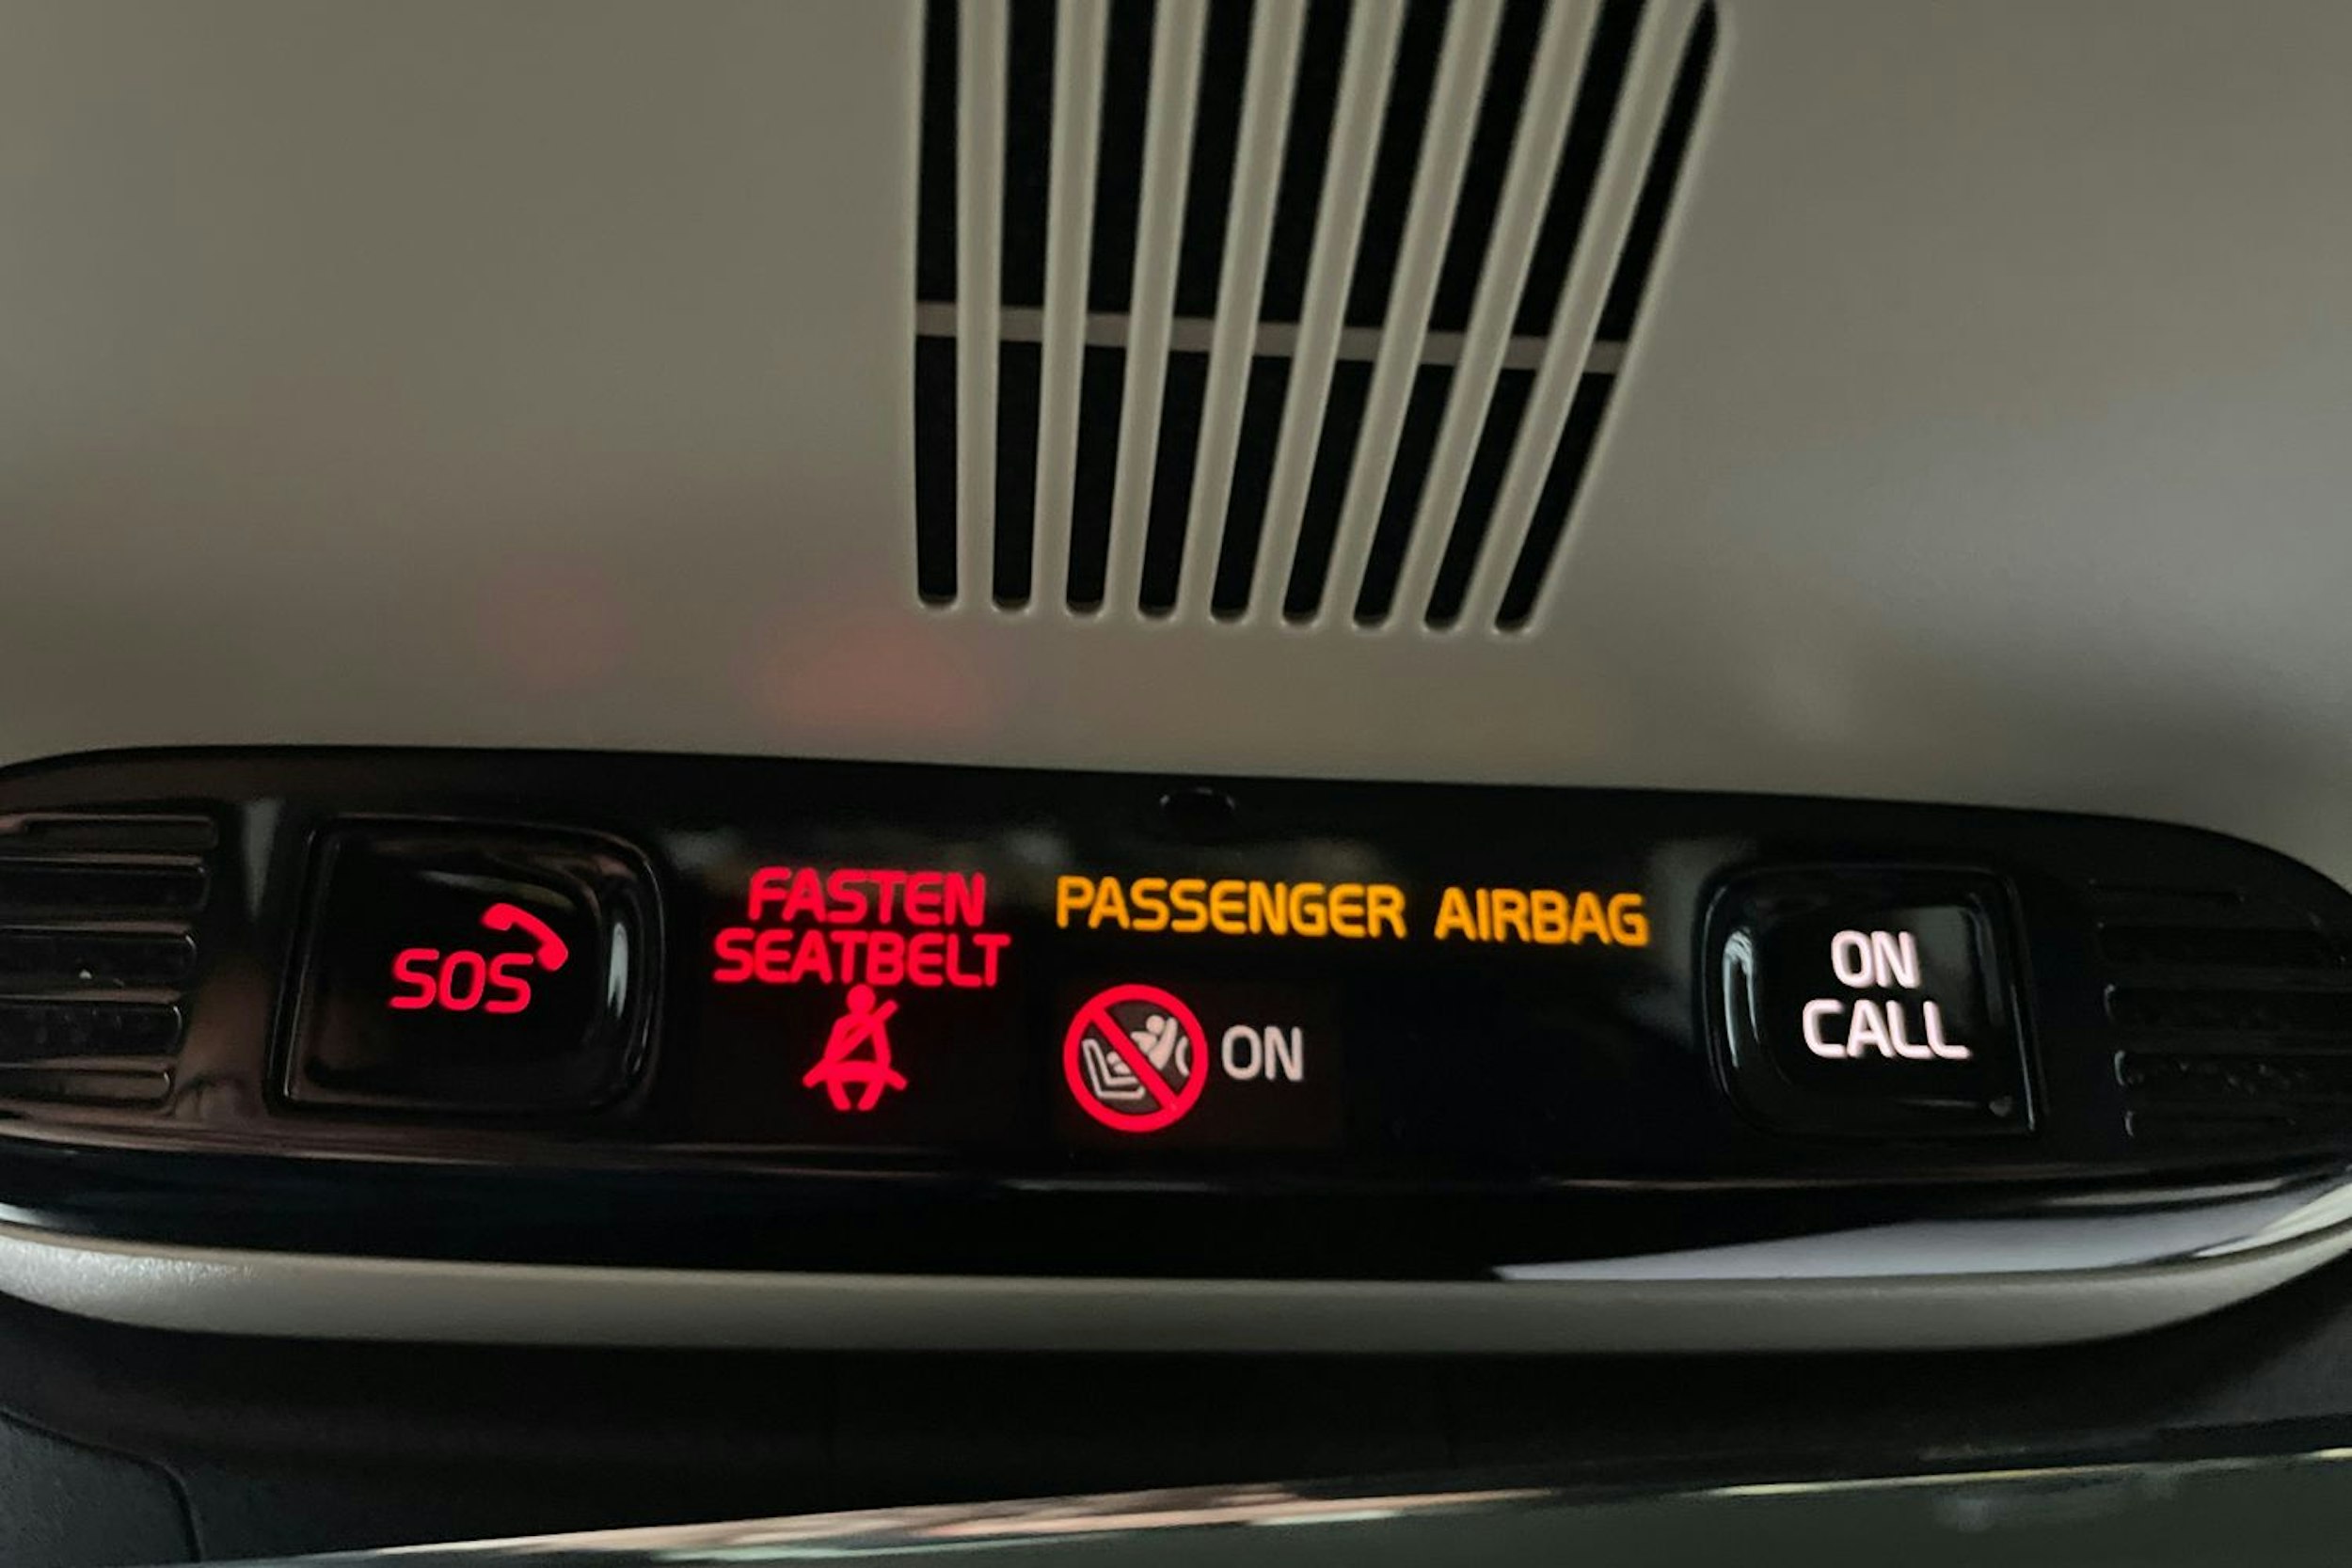 SOS
FASTEN
SEATBELT
PASSENGER AIRBAG
ON
ON
CALL